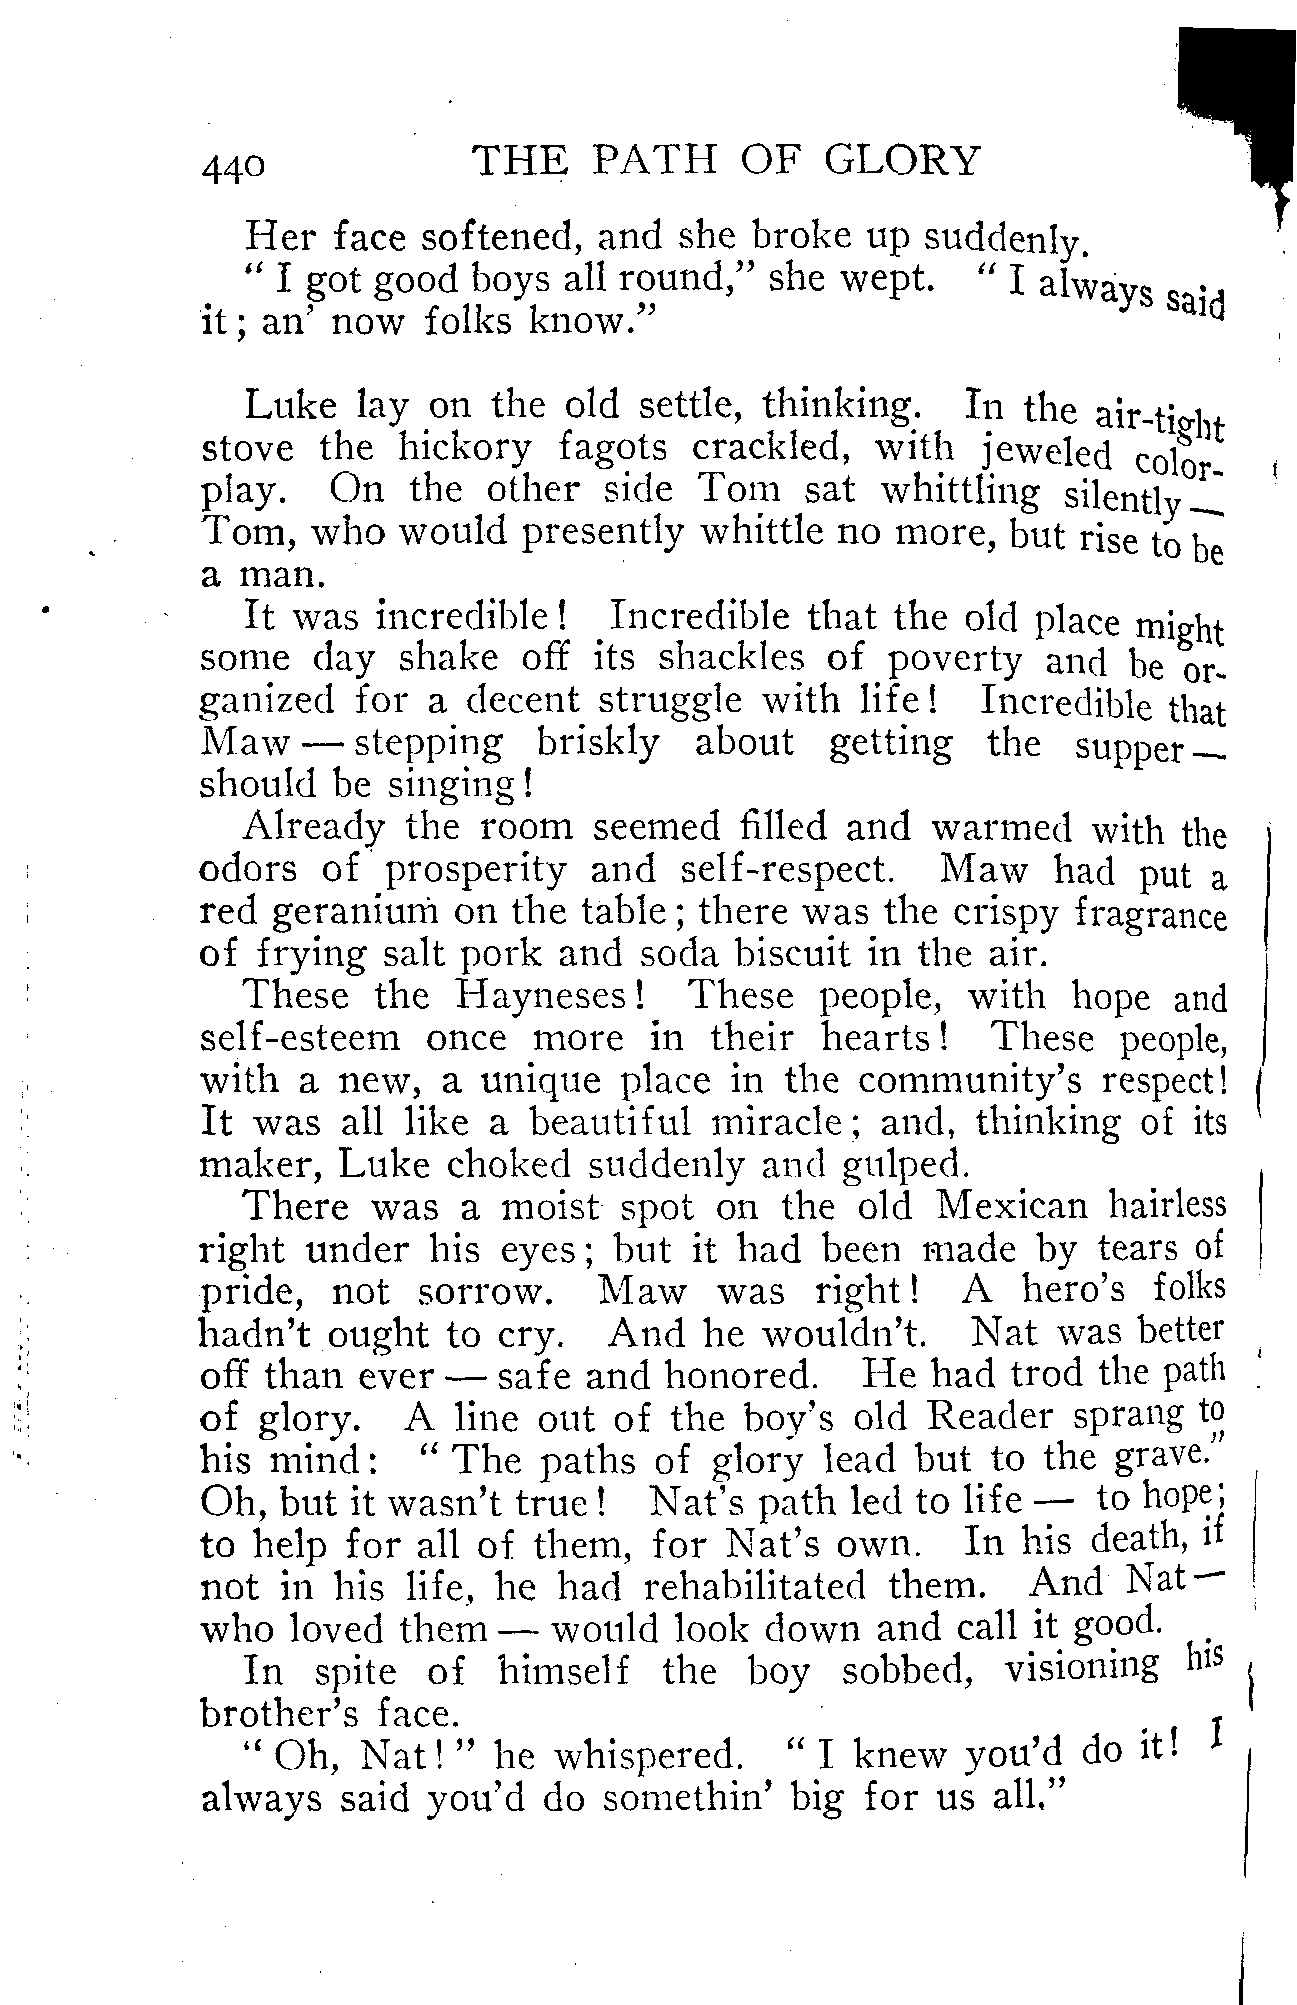 440 THE PATH OF GLORY
Her face softened, and she broke up suddenly.
“ I got good boys all round,” she wept. “ I always said
it ; an’ now folks know.”
Luke lay on the old settle, thinking. In the air-tight
stove the hickory fagots crackled, with jeweled color-
play. On the other side Tom sat whittling silently —
Tom, who would presently whittle no more, but rise to be
a man.
It was incredible ! Incredible that the old place might
some day shake off its shackles of poverty and be or-
ganized for a decent struggle with life ! Incredible that
Maw — stepping briskly about getting the supper —
should be singing !
Already the room seemed filled and warmed with the
odors of prosperity and self-respect. Maw had put a
red geranium on the table ; there was the crispy fragrance
of frying salt pork and soda biscuit in the air.
These the Hayneses ! These people, with hope and
self-esteem once more in their hearts ! These people,
with a new, a unique place in the community’s respect!
It was all like a beautiful miracle ; and, thinking of its
maker, Luke choked suddenly and gulped.
There was a moist spot on the old Mexican hairless
right under his eyes ; but it had been made by tears of
pride, not sorrow. Maw was right ! A hero’s folks
hadn’t ought to cry. And he wouldn’t. Nat was better
off than ever — safe and honored. He had trod the path
of glory. A line out of the boy’s old Reader sprang to
his mind : “ The paths of glory lead but to the grave.”
Oh, but it wasn’t true ! Nat’s path led to life — to hope;
to help for all of them, for Nat’s own. In his death, if
not in his life, he had rehabilitated them. And Nat —
who loved them — would look down and call it good.
In spite of himself the boy sobbed, visioning his
brother’s face.
“ Oh, Nat ! ” he whispered. “ I knew you’d do it! I
always said you’d do somethin’ big for us all.”